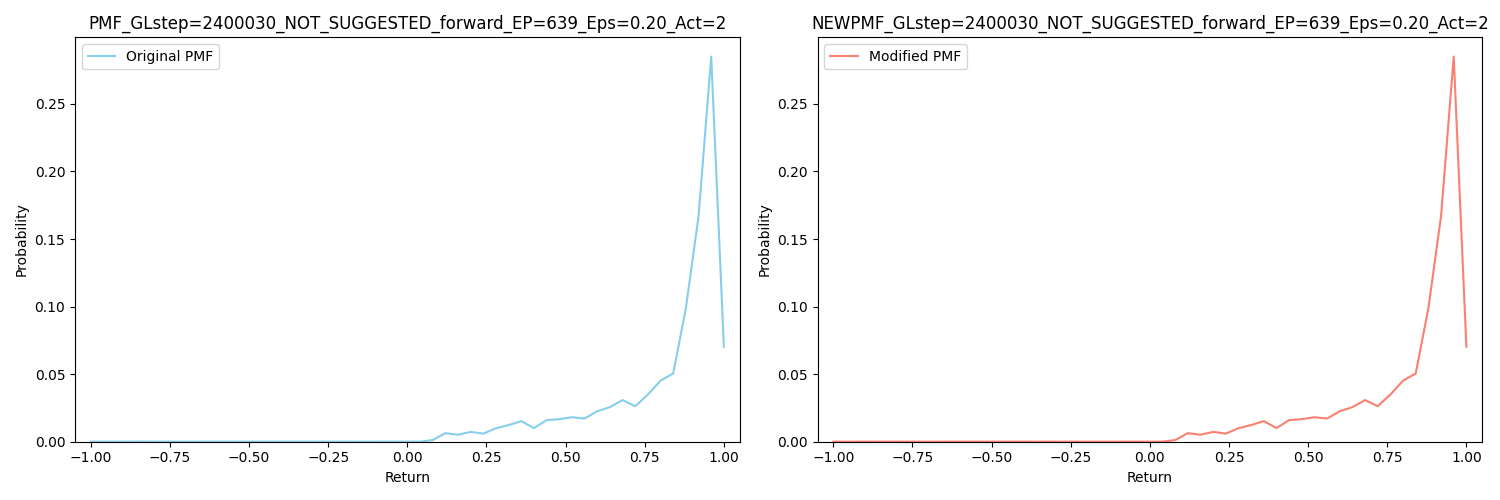 PMF_GLstep=2400030_NOT_SUGGESTED_forward_EP=639_Eps=0.20_Act=2
Original PMF
Probability
0.25
0.20
0.15
0.10
0.05
0.00
−1.00 −0.75 −0.50 −0.25 0.00 0.25 0.50 0.75 1.00
Return
NEWPMF_GLstep=2400030_NOT_SUGGESTED_forward_EP=639_Eps=0.20_Act=2
Modified PMF
Probability
0.25
0.20
0.15
0.10
0.05
0.00
−1.00 −0.75 −0.50 −0.25 0.00 0.25 0.50 0.75 1.00
Return